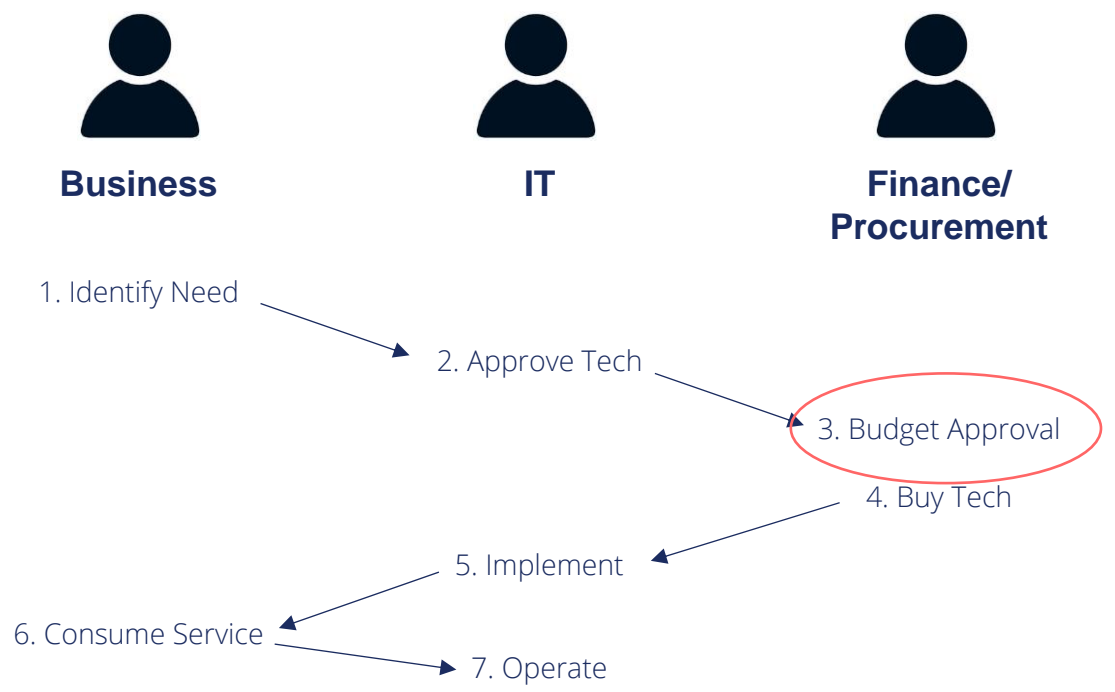 Business
IT
Finance/
Procurement
1. Identify Need
2. Approve Tech
3. Budget Approval
4. Buy Tech
5. Implement
6. Consume Service
7. Operate